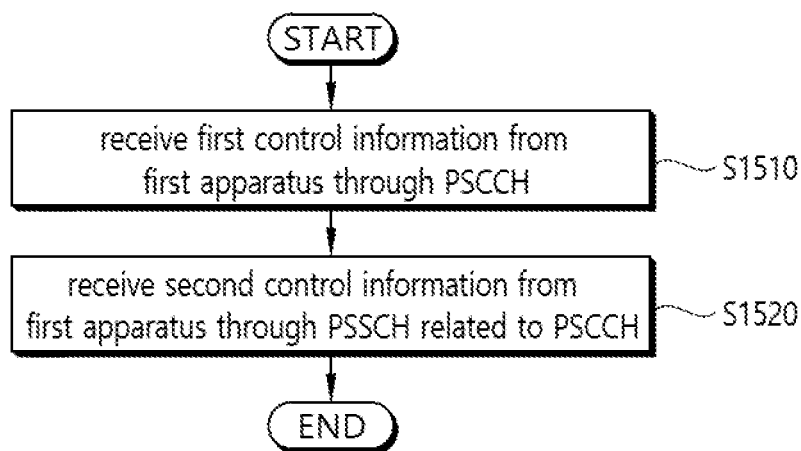 START
receive first control information from
first apparatus through PSCCH
S1510
receive second control information from
first apparatus through PSSCH related to PSCCH
S1520
END